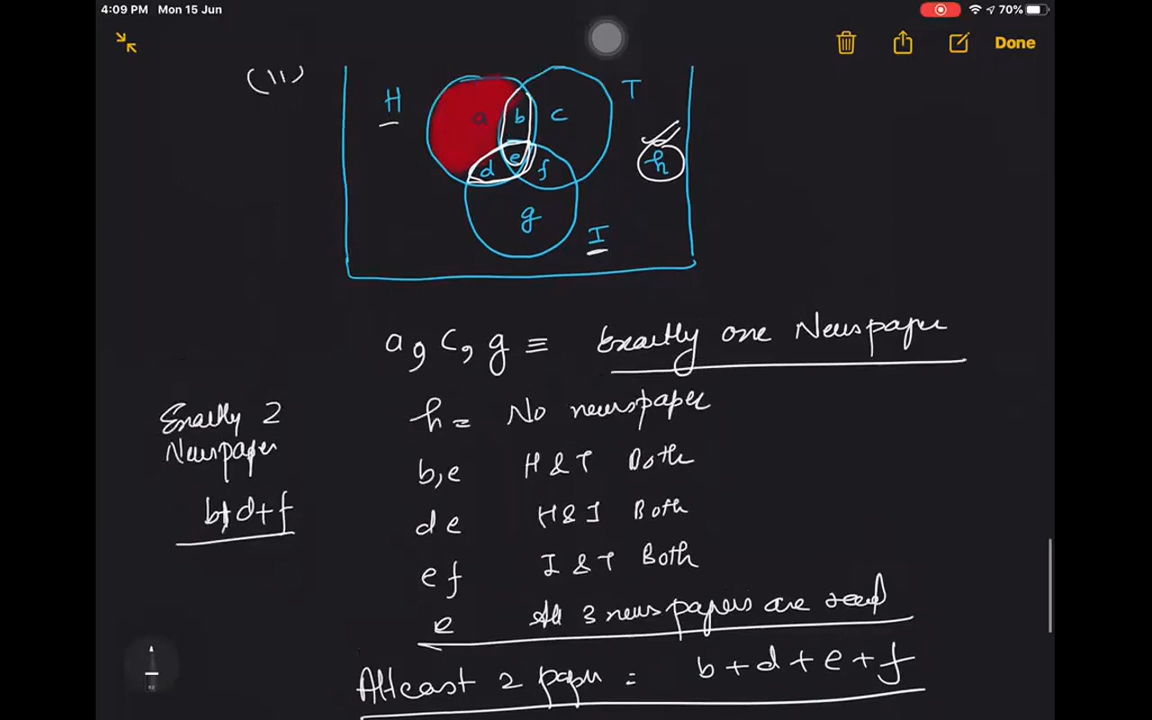 4:09 PM Mon 15 Jun
70%
Done
(11)
H
T
a
b
c
e
d
f
h
g
I
a, c, g ≡ Exactly one Newspaper
Exactly 2
Newspaper
b+d+f
h = No newspaper
b,e H & T Both
d e H & I Both
e f I & T Both
e All 3 newspapers are read
Atleast 2 paper = b + d + e + f